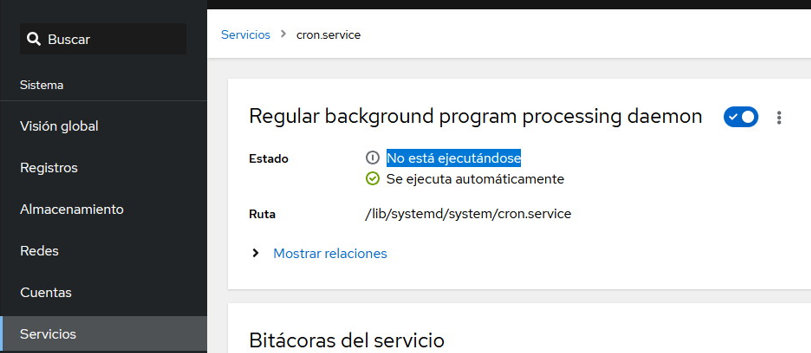 Buscar
Sistema
Visión global
Registros
Almacenamiento
Redes
Cuentas
Servicios
Servicios > cron.service
Regular background program processing daemon
Estado
No está ejecutándose
Se ejecuta automáticamente
Ruta
/lib/systemd/system/cron.service
Mostrar relaciones
Bitácoras del servicio